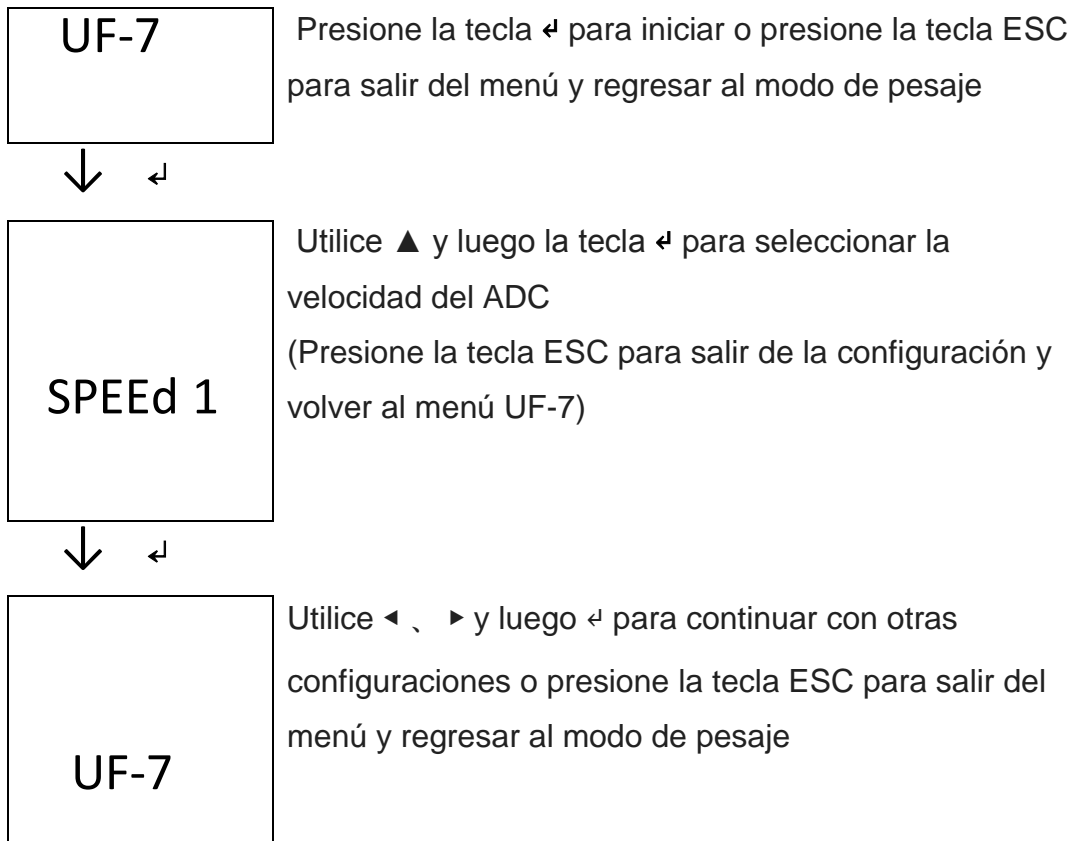 UF-7
Presione la tecla ↵ para iniciar o presione la tecla ESC
para salir del menú y regresar al modo de pesaje
↓ ↵
Utilice ▲ y luego la tecla ↵ para seleccionar la
velocidad del ADC
(Presione la tecla ESC para salir de la configuración y
volver al menú UF-7)
SPEEd 1
↓ ↵
Utilice ◄ 、 ► y luego ↵ para continuar con otras
configuraciones o presione la tecla ESC para salir del
menú y regresar al modo de pesaje
UF-7